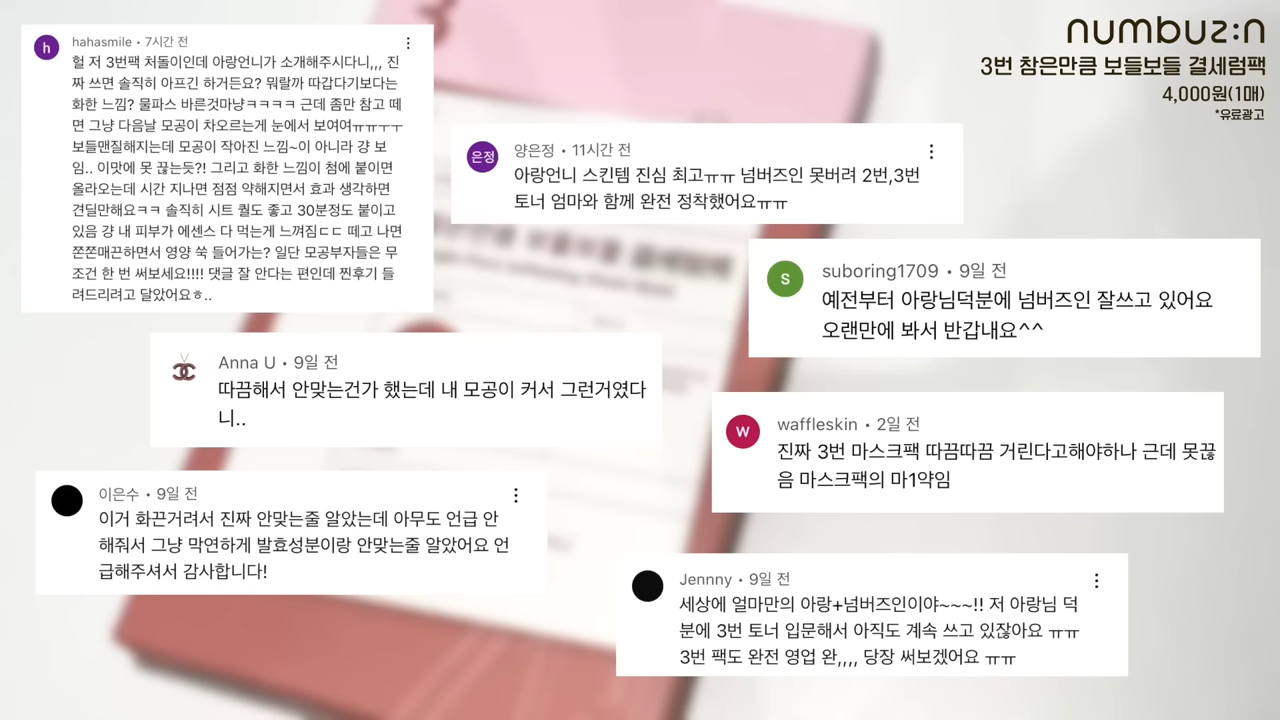 numbuz:n
3번 참은만큼 보들보들 결세럼팩
4,000원(1매)
*유료광고
h
hahasmile • 7시간 전
헐 저 3번팩 처돌이인데 아랑언니가 소개해주시다니,,, 진
짜 쓰면 솔직히 아프긴 하거든요? 뭐랄까 따갑다기보다는
화한 느낌? 물파스 바른것마냥ㅋㅋㅋㅋ 근데 좀만 참고 떼
면 그냥 다음날 모공이 차오르는게 눈에서 보여여ㅠㅠㅜㅜ
보들맨질해지는데 모공이 작아진 느낌~이 아니라 걍 보
임.. 이맛에 못 끊는듯?! 그리고 화한 느낌이 첨에 붙이면
올라오는데 시간 지나면 점점 약해지면서 효과 생각하면
견딜만해요ㅋㅋ 솔직히 시트 퀄도 좋고 30분정도 붙이고
있음 걍 내 피부가 에센스 다 먹는게 느껴짐ㄷㄷ 떼고 나면
쫀쫀매끈하면서 영양 쑥 들어가는? 일단 모공부자들은 무
조건 한 번 써보세요!!!! 댓글 잘 안다는 편인데 찐후기 들
려드리려고 달았어요ㅎ..
은정
양은정 • 11시간 전
아랑언니 스킨템 진심 최고ㅠㅠ 넘버즈인 못버려 2번,3번
토너 엄마와 함께 완전 정착했어요ㅠㅠ
S
suboring1709 • 9일 전
예전부터 아랑님덕분에 넘버즈인 잘쓰고 있어요
오랜만에 봐서 반갑내요^^
Anna U • 9일 전
따끔해서 안맞는건가 했는데 내 모공이 커서 그런거였다
니..
W
waffleskin • 2일 전
진짜 3번 마스크팩 따끔따끔 거린다고해야하나 근데 못끊
음 마스크팩의 마1약임
이은수 • 9일 전
이거 화끈거려서 진짜 안맞는줄 알았는데 아무도 언급 안
해줘서 그냥 막연하게 발효성분이랑 안맞는줄 알았어요 언
급해주셔서 감사합니다!
Jennny • 9일 전
세상에 얼마만의 아랑+넘버즈인이야~~~!! 저 아랑님 덕
분에 3번 토너 입문해서 아직도 계속 쓰고 있잖아요 ㅠㅠ
3번 팩도 완전 영업 완,,,, 당장 써보겠어요 ㅠㅠ